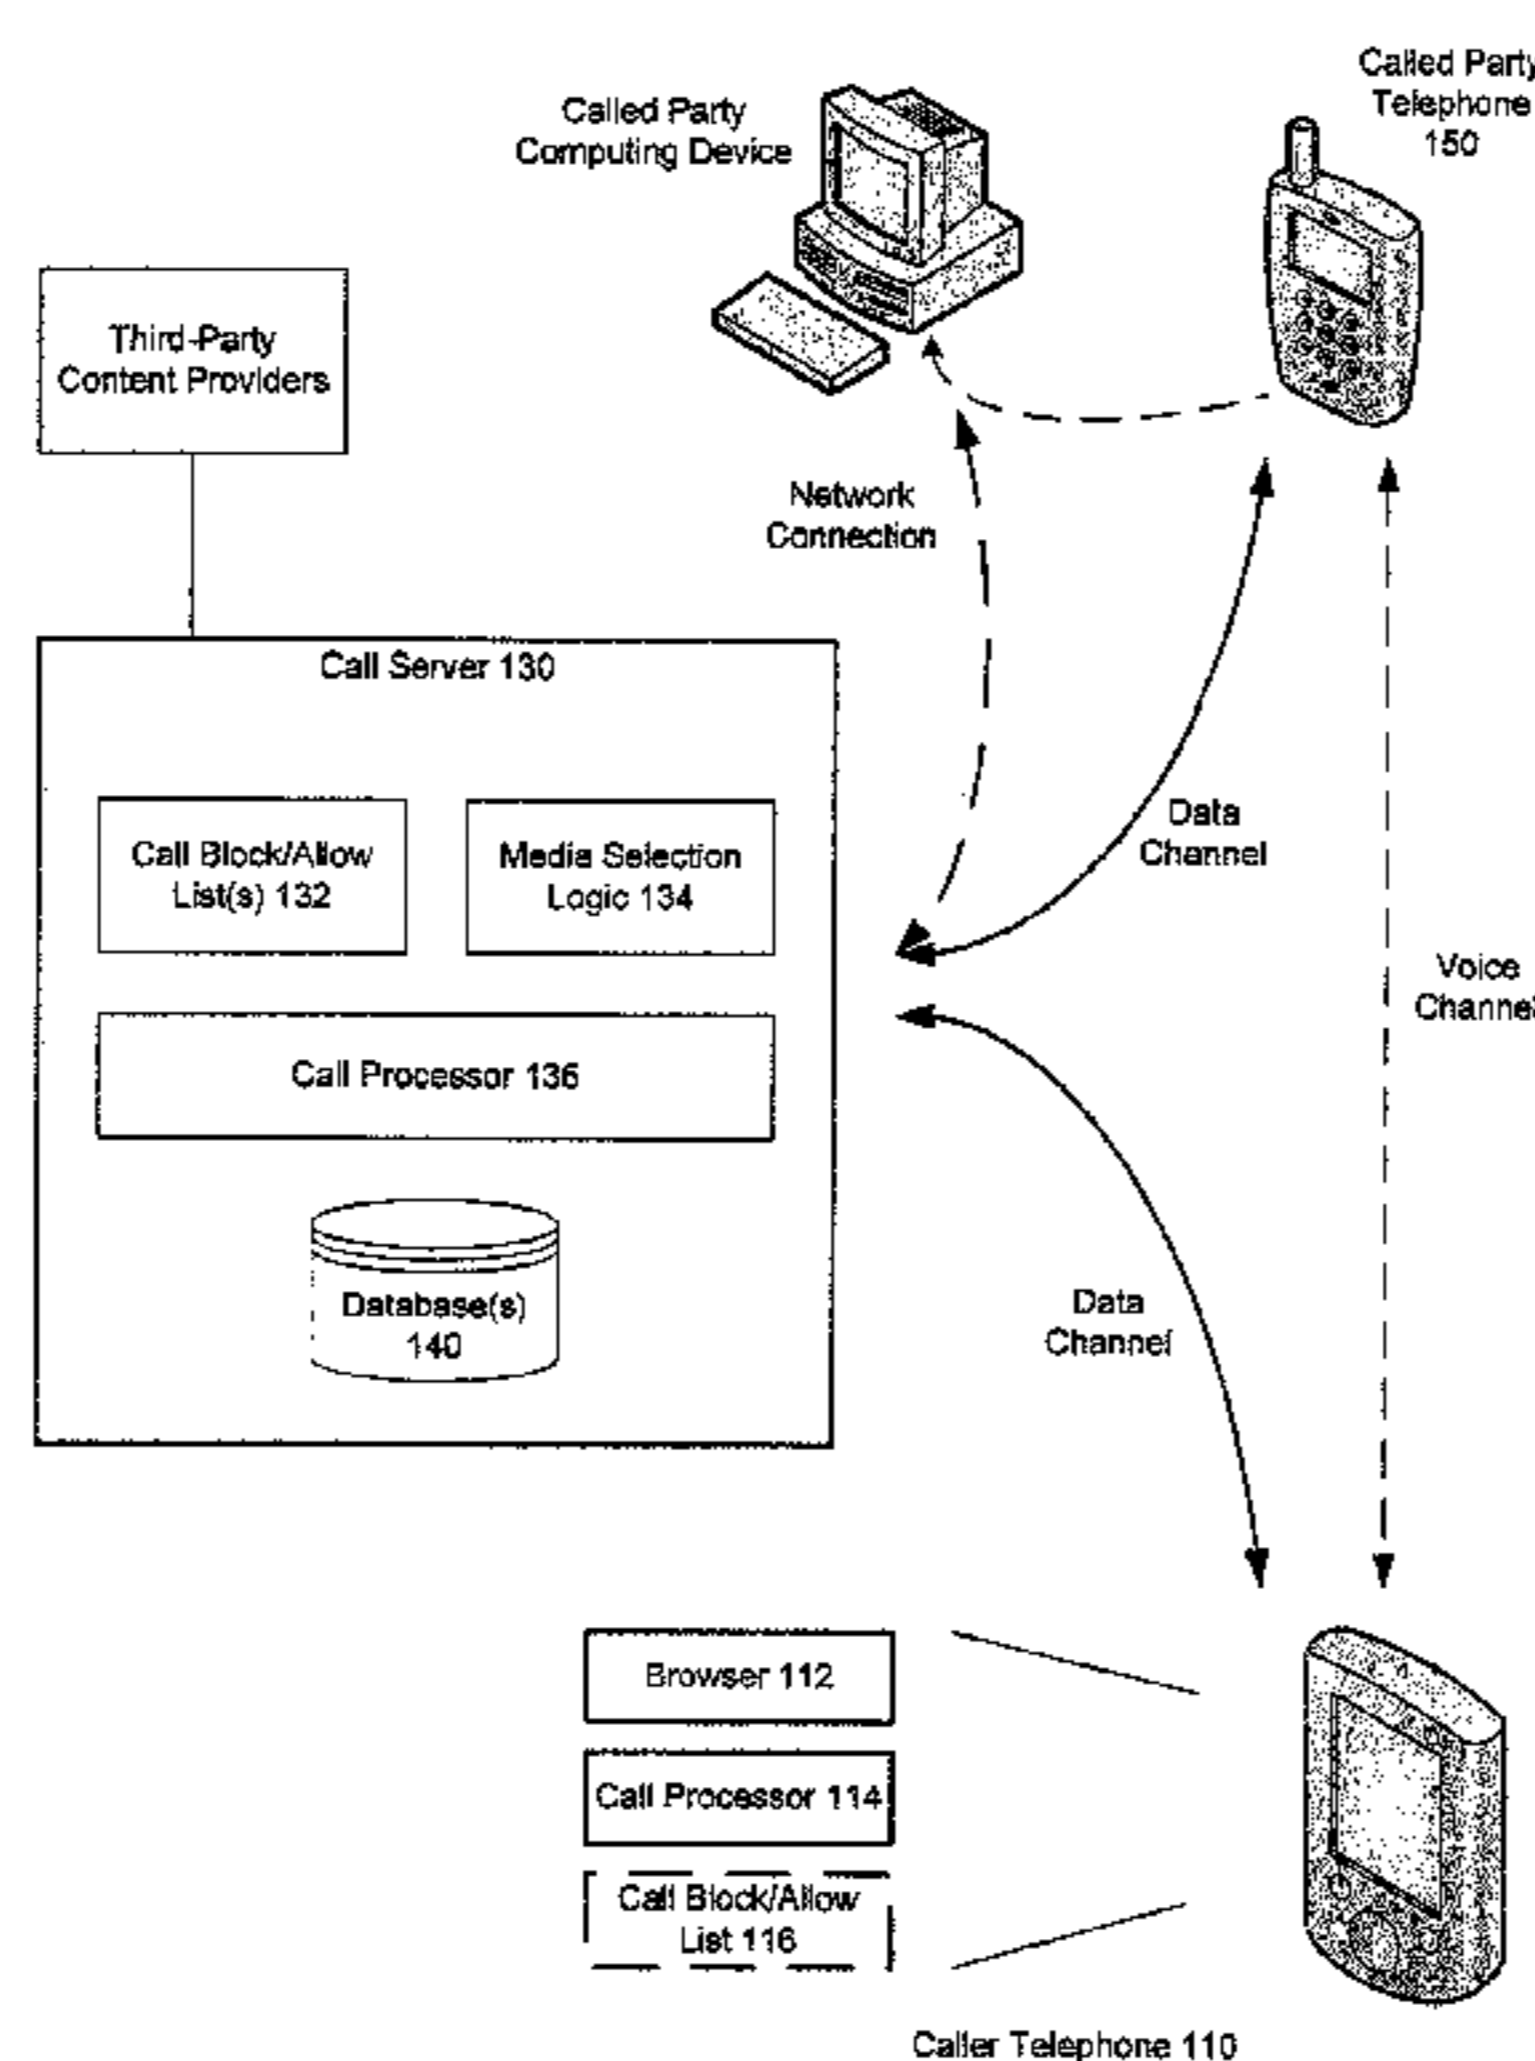 Called Party
Telephone
150
Called Party
Computing Device
Third-Party
Content Providers
Network
Connection
Call Server 130
Call Block/Allow
List(s) 132
Media Selection
Logic 134
Data
Channel
Voice
Channel
Call Processor 136
Database(s)
140
Data
Channel
Browser 112
Call Processor 114
Call Block/Allow
List 116
Caller Telephone 110